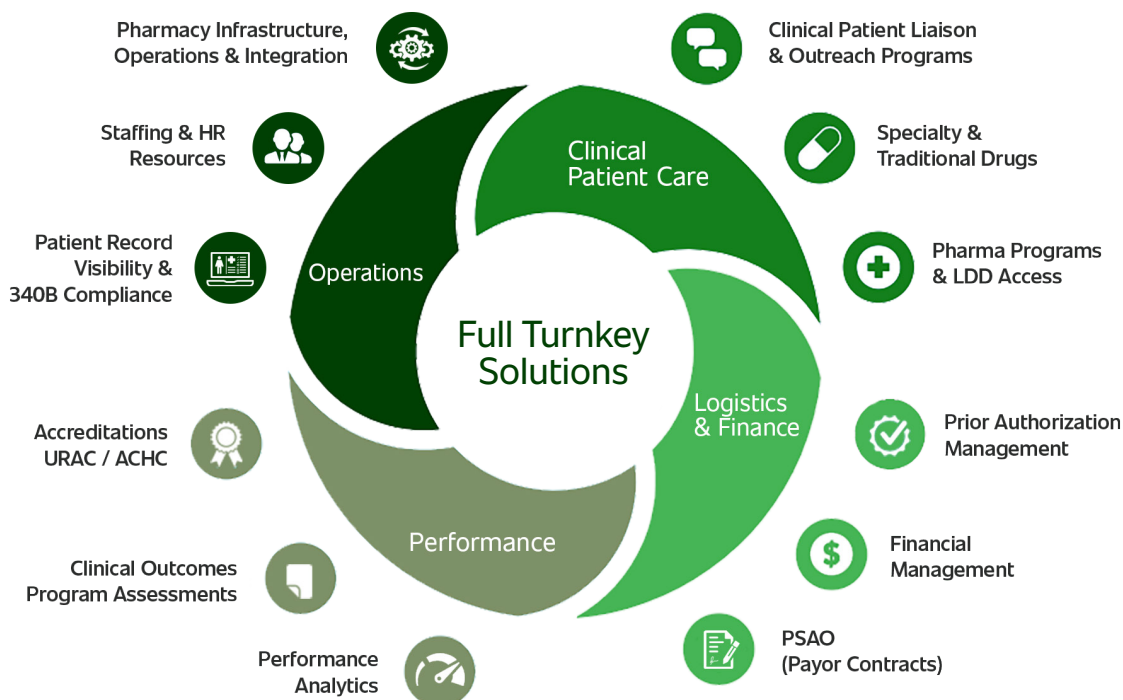 Pharmacy Infrastructure,
Operations & Integration
Clinical Patient Liaison
& Outreach Programs
Staffing & HR
Resources
Specialty &
Traditional Drugs
Patient Record
Visibility &
340B Compliance
Pharma Programs
& LDD Access
Clinical
Patient Care
Operations
Full Turnkey
Solutions
Logistics
& Finance
Performance
Accreditations
URAC / ACHC
Prior Authorization
Management
Clinical Outcomes
Program Assessments
Financial
Management
Performance
Analytics
PSAO
(Payor Contracts)